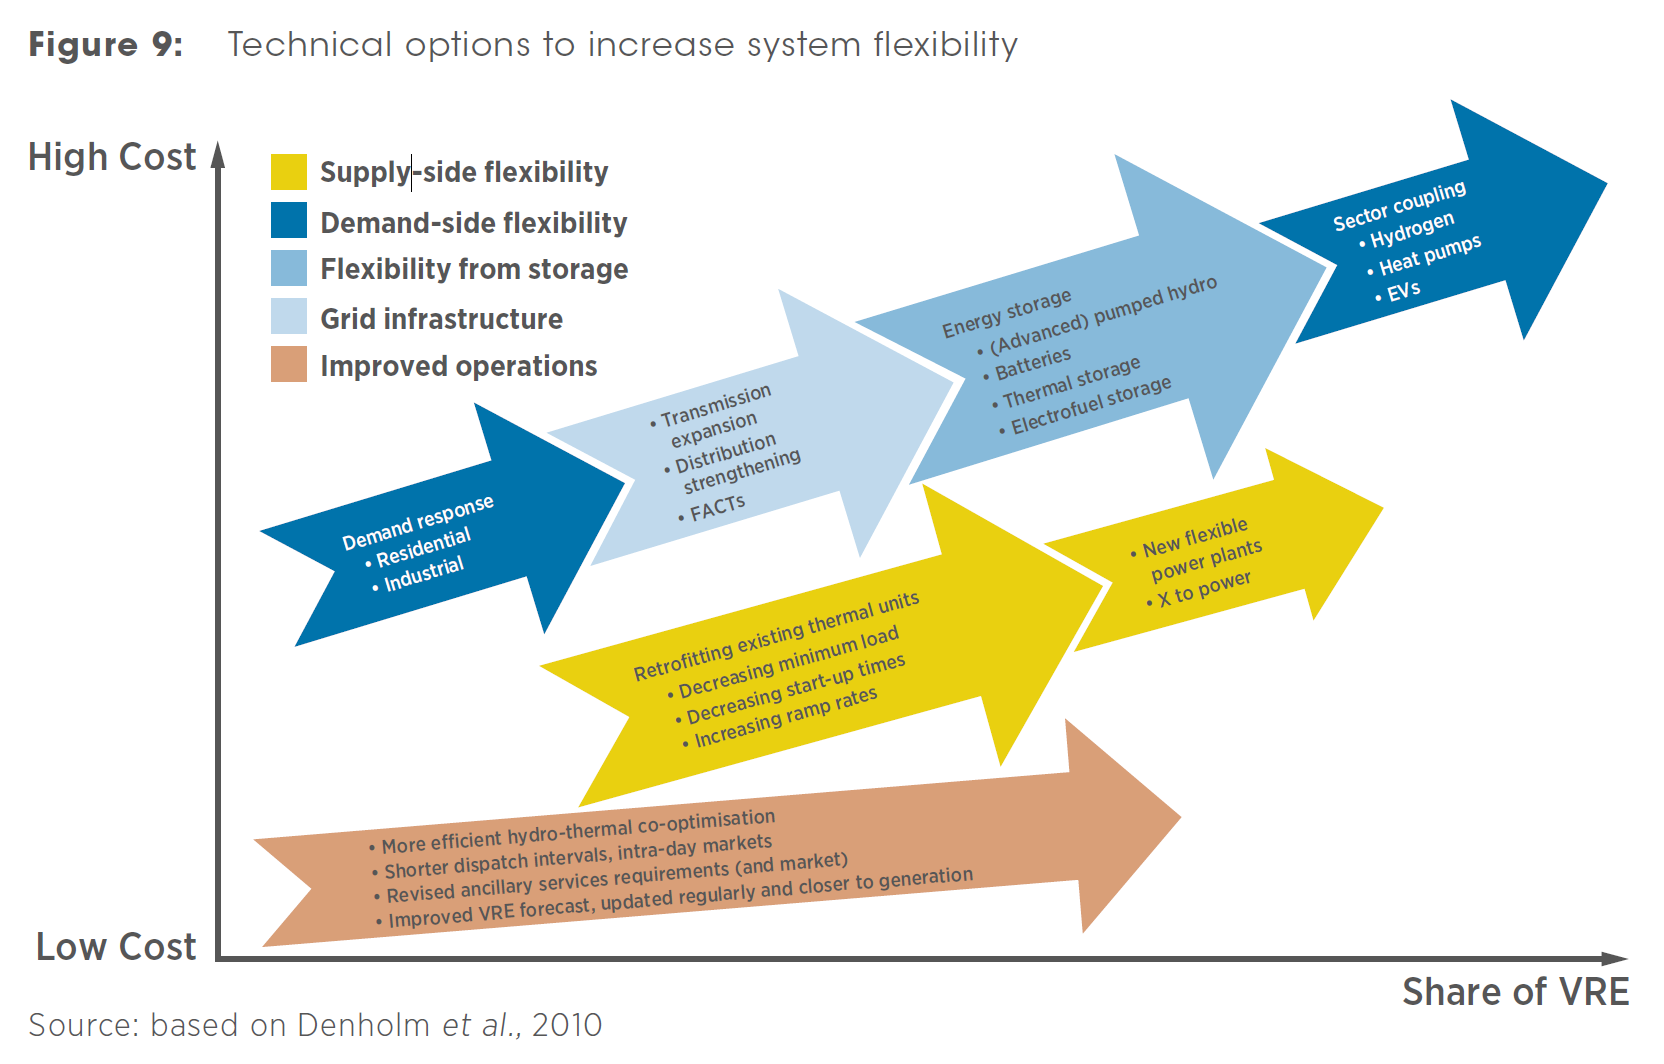 Figure 9: Technical options to increase system flexibility
High Cost
Supply-side flexibility
Demand-side flexibility
Flexibility from storage
Grid infrastructure
Improved operations
Sector coupling
• Hydrogen
• Heat pumps
• EVs
Energy storage
• (Advanced) pumped hydro
• Batteries
• Thermal storage
• Electrofuel storage
• Transmission
expansion
• Distribution
strengthening
• FACTs
Demand response
• Residential
• Industrial
• New flexible
power plants
• X to power
Retrofitting existing thermal units
• Decreasing minimum load
• Decreasing start-up times
• Increasing ramp rates
• More efficient hydro-thermal co-optimisation
• Shorter dispatch intervals, intra-day markets
• Revised ancillary services requirements (and market)
• Improved VRE forecast, updated regularly and closer to generation
Low Cost
Share of VRE
Source: based on Denholm et al., 2010